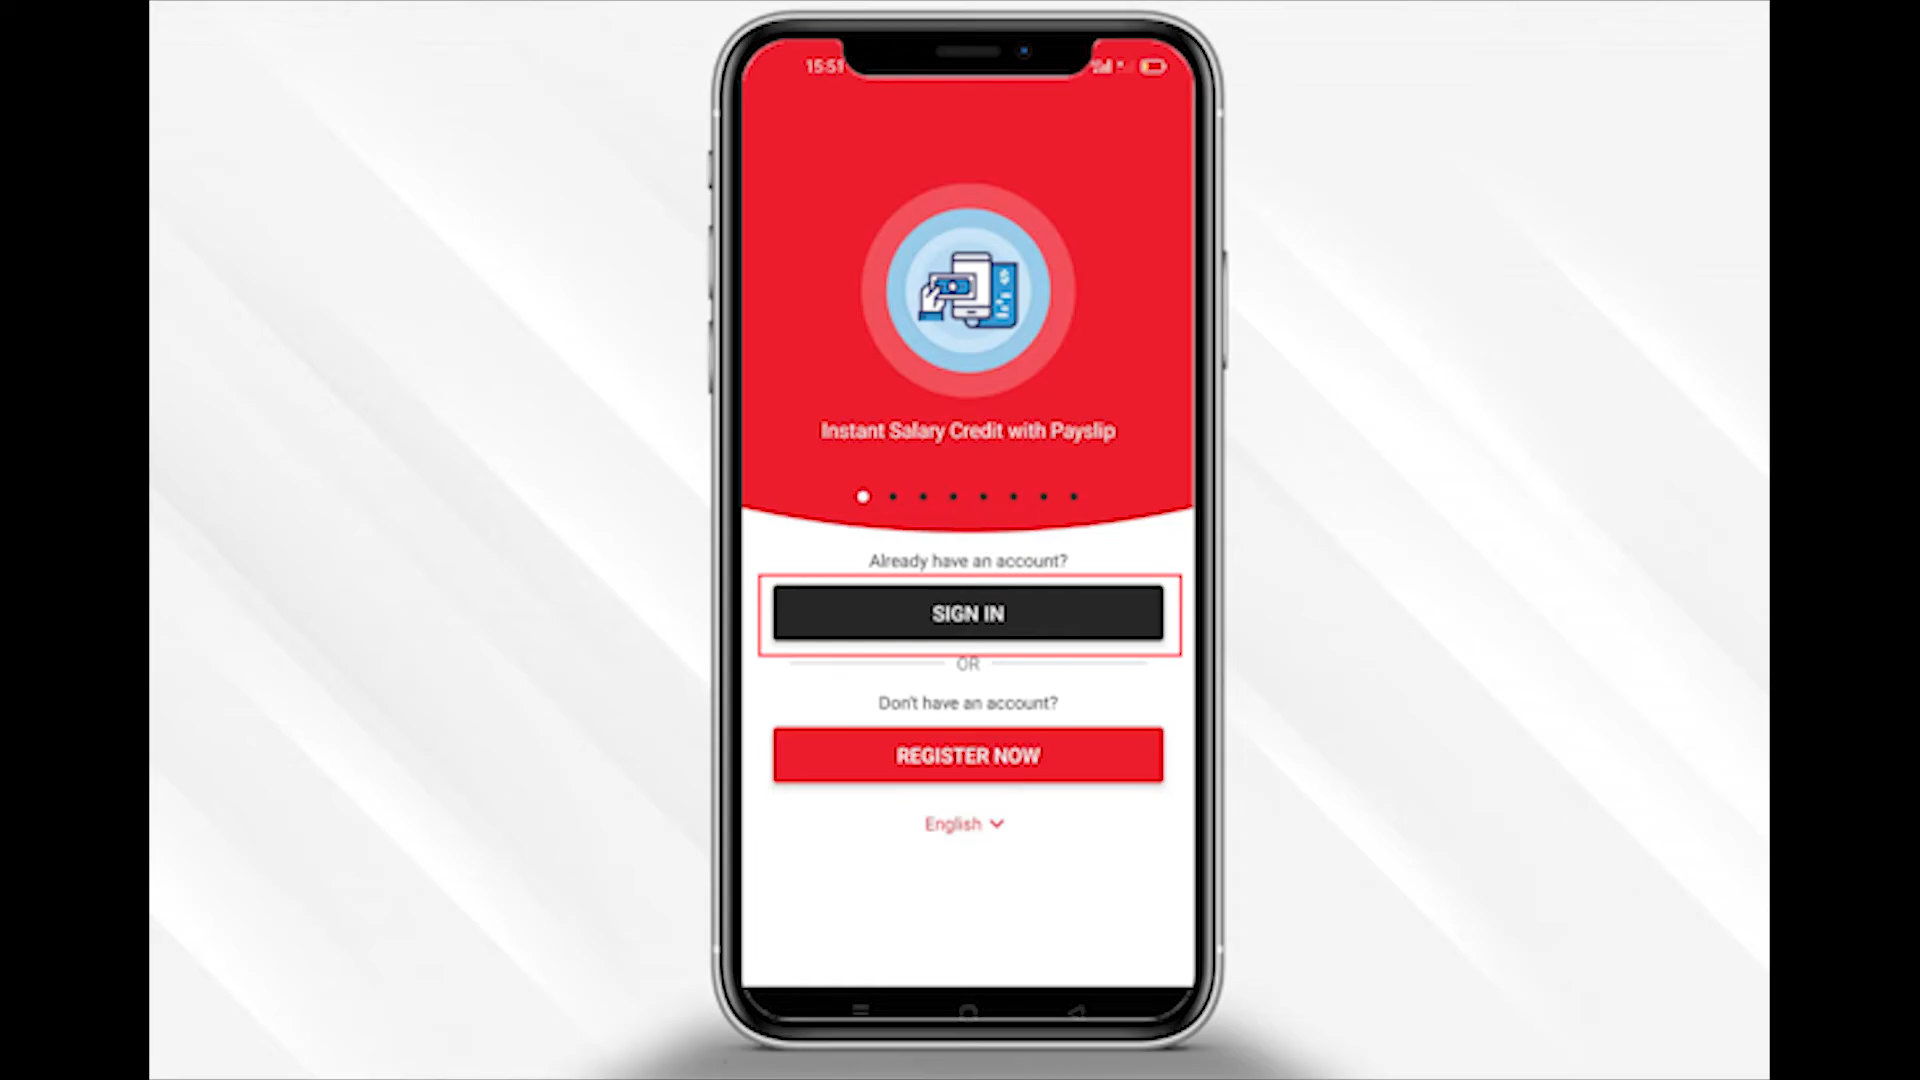 15:51
Instant Salary Credit with Payslip
Already have an account?
SIGN IN
OR
Don't have an account?
REGISTER NOW
English